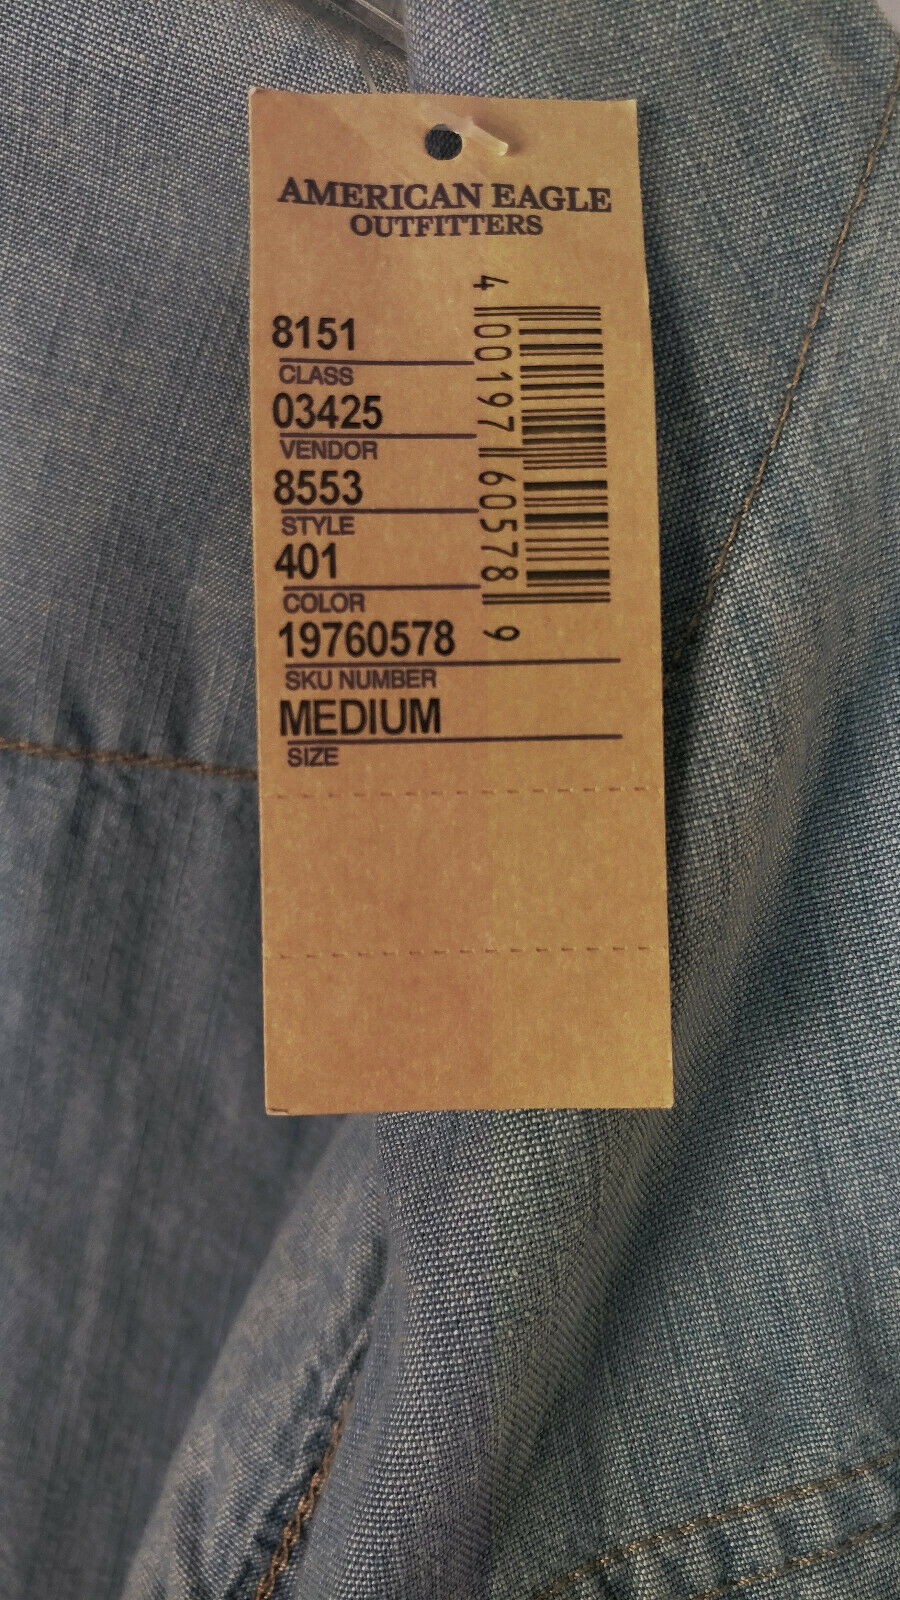 AMERICAN EAGLE
OUTFITTERS
8151
CLASS
03425
VENDOR
8553
STYLE
401
COLOR
19760578
SKU NUMBER
MEDIUM
SIZE
4 00197 60578 9